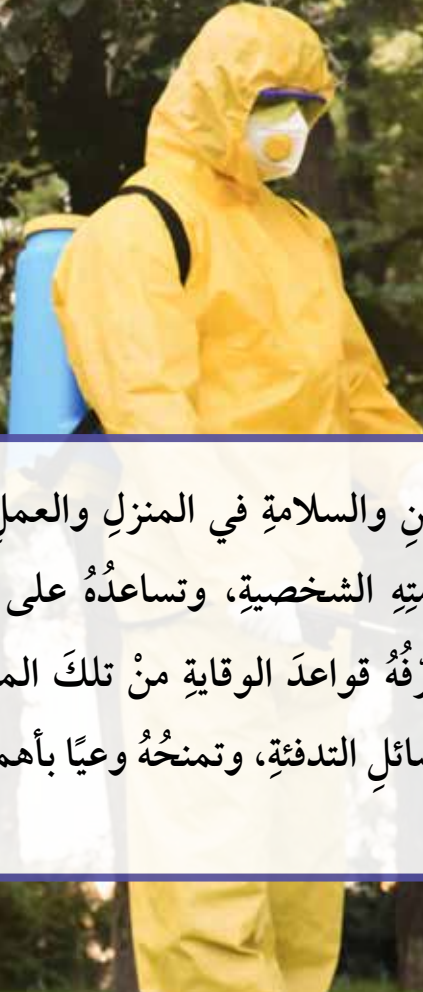 والسلامةِ في المنزلِ والعملِ
الشخصيةِ، وتساعدُهُ على
قواعدَ الوقايةِ منْ تلكَ
التدفئةِ، وتمنحُهُ وعيًا